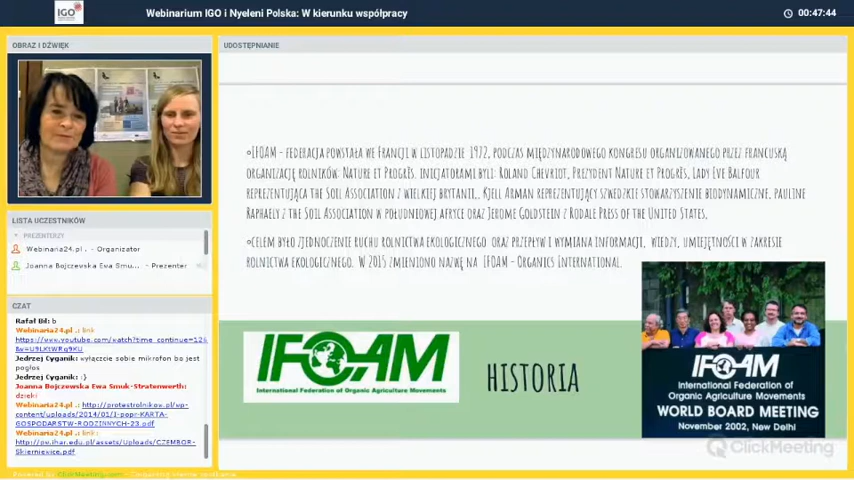 IGO
Webinarium IGO i Nyeleni Polska: W kierunku współpracy
00:47:44
OBRAZ I DŹWIĘK
UDOSTĘPNIANIE
LISTA UCZESTNIKÓW
PREZENTERZY
Webinaria24.pl . - Organizator
Joanna Bojczewska Ewa Smu... - Prezenter
CZAT
Rafał Bil: b
Webinaria24.pl .: link
https://www.youtube.com/watch?time_continue=12&
Jedrzej Cyganik: wyłączcie sobie mikrofon bo jest
pogłos
Jedrzej Cyganik: :)
Joanna Bojczewska Ewa Smuk-Stratenwerth:
dzięki
Webinaria24.pl .: http://protestrolnikow.pl/wp-
content/uploads/2014/01/1-popr-KARTA-
GOSPODARSTW-RODZINNYCH-23.pdf
Webinaria24.pl .: link:
http://pw.ihar.edu.pl/assets/Uploads/CZEMBOR-
Skierniewice.pdf
•IFOAM - FEDERACJA POWSTAŁA WE FRANCJI W LISTOPADZIE 1972, PODCZAS MIĘDZYNARODOWEGO KONGRESU ORGANIZOWANEGO PRZEZ FRANCUSKĄ
ORGANIZACJĘ ROLNIKÓW: NATURE ET PROGRÈS. INICJATORAMI BYLI: ROLAND CHEVRIOT, PREZYDENT NATURE ET PROGRÈS, LADY EVE BALFOUR
REPREZENTUJĄCA THE SOIL ASSOCIATION Z WIELKIEJ BRYTANII,. KJELL ARMAN REPREZENTUJĄCY SZWEDZKIE STOWARZYSZENIE BIODYNAMICZNE, PAULINE
RAPHAELY Z THE SOIL ASSOCIATION W POŁUDNIOWEJ AFRYCE ORAZ JEROME GOLDSTEIN Z RODALE PRESS OF THE UNITED STATES.
•CELEM BYŁO ZJEDNOCZENIE RUCHU ROLNICTWA EKOLOGICZNEGO ORAZ PRZEPŁYW I WYMIANA INFORMACJI, WIEDZY, UMIEJĘTNOŚCI W ZAKRESIE
ROLNICTWA EKOLOGICZNEGO. W 2015 ZMIENIONO NAZWĘ NA IFOAM - ORGANICS INTERNATIONAL.
IFOAM
International Federation of Organic Agriculture Movements
HISTORIA
IFOAM
International Federation of
Organic Agriculture Movements
WORLD BOARD MEETING
November 2002, New Delhi
ClickMeeting
Powered by ClickMeeting.com -